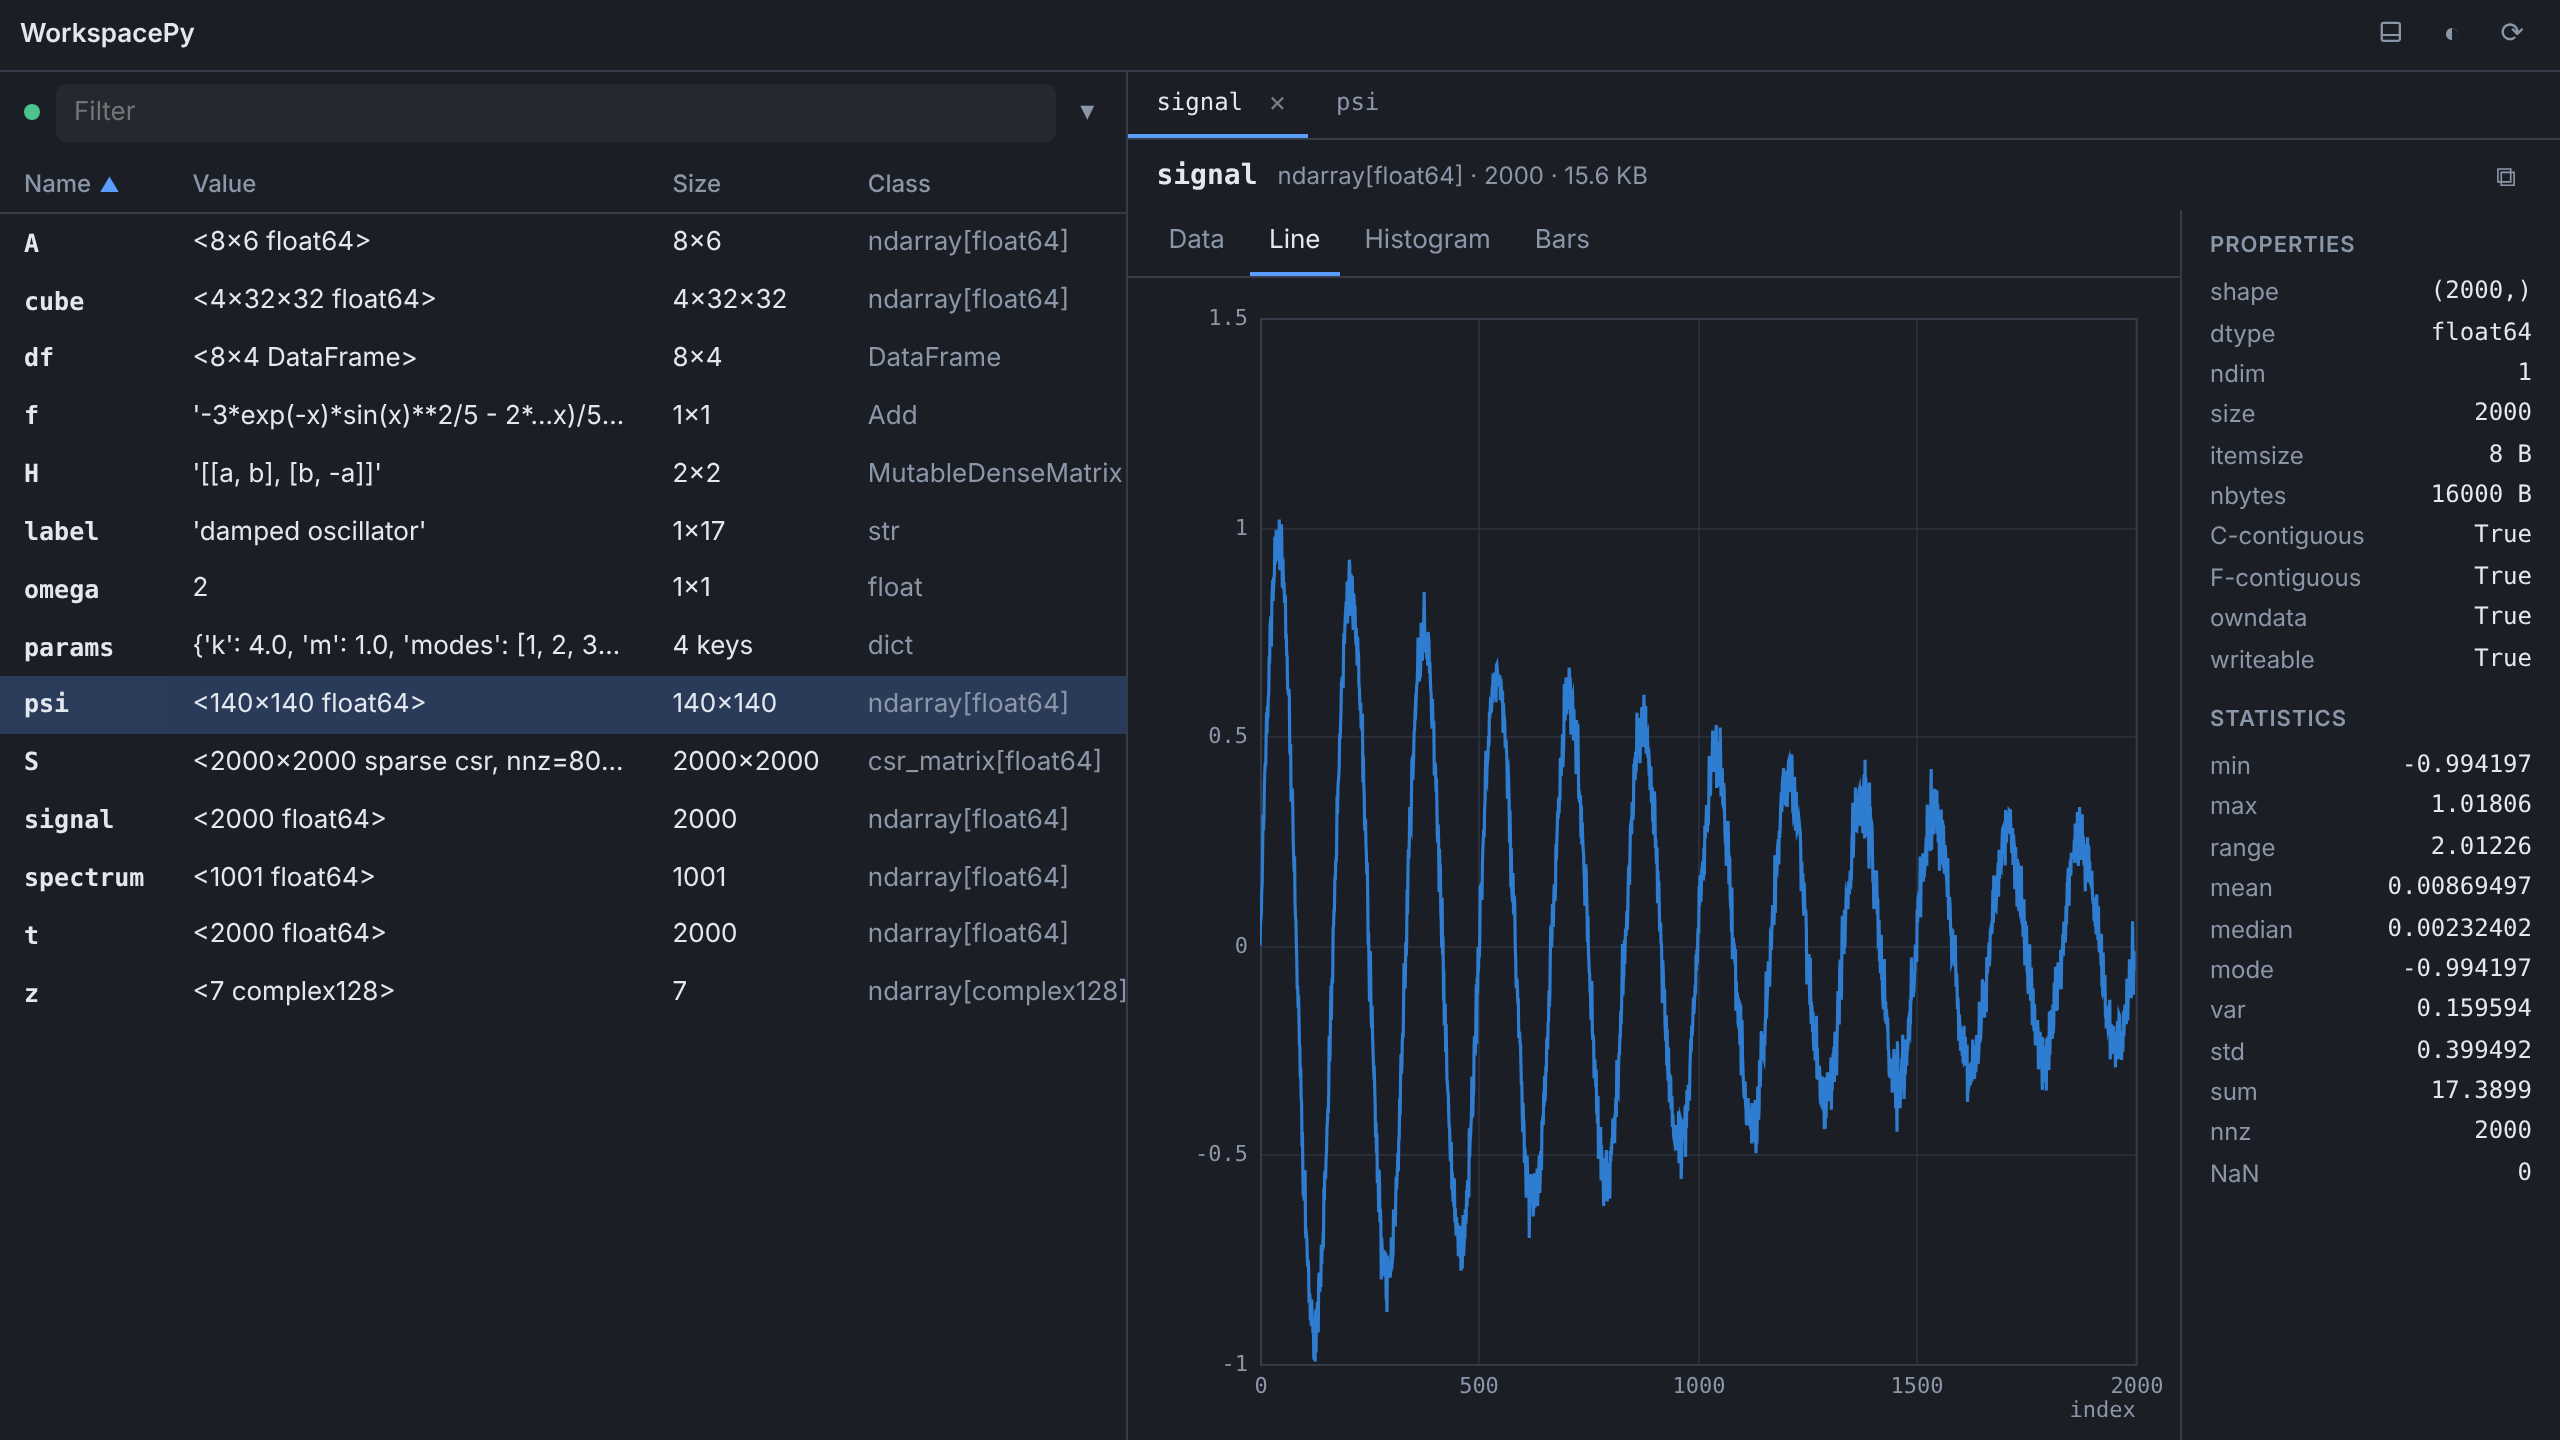 WorkspacePy
Filter
Name Value Size Class
A <8×6 float64> 8×6 ndarray[float64]
cube <4×32×32 float64> 4×32×32 ndarray[float64]
df <8×4 DataFrame> 8×4 DataFrame
f '-3*exp(-x)*sin(x)**2/5 - 2*...x)/5... 1×1 Add
H '[[a, b], [b, -a]]' 2×2 MutableDenseMatrix
label 'damped oscillator' 1×17 str
omega 2 1×1 float
params {'k': 4.0, 'm': 1.0, 'modes': [1, 2, 3... 4 keys dict
psi <140×140 float64> 140×140 ndarray[float64]
S <2000×2000 sparse csr, nnz=80... 2000×2000 csr_matrix[float64]
signal <2000 float64> 2000 ndarray[float64]
spectrum <1001 float64> 1001 ndarray[float64]
t <2000 float64> 2000 ndarray[float64]
z <7 complex128> 7 ndarray[complex128]
signal × psi
signal ndarray[float64] · 2000 · 15.6 KB
Data Line Histogram Bars
1.5
1
0.5
0
-0.5
-1
0 500 1000 1500 2000
index
PROPERTIES
shape (2000,)
dtype float64
ndim 1
size 2000
itemsize 8 B
nbytes 16000 B
C-contiguous True
F-contiguous True
owndata True
writeable True
STATISTICS
min -0.994197
max 1.01806
range 2.01226
mean 0.00869497
median 0.00232402
mode -0.994197
var 0.159594
std 0.399492
sum 17.3899
nnz 2000
NaN 0